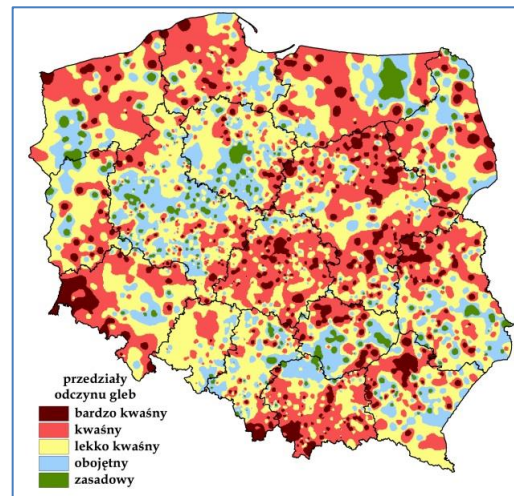 przedziały
odczynu gleb
bardzo kwaśny
kwaśny
lekko kwaśny
obojętny
zasadowy